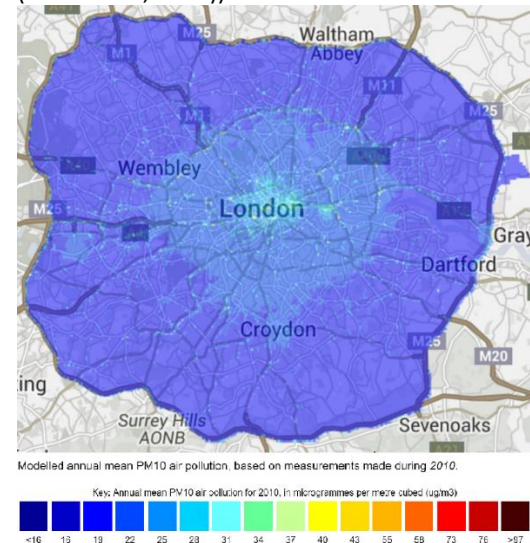 A41
Waltham
Abbey
M1
M11
M25
M1
Wembley
London
M25
Gray
Dartford
Croydon
M25
M20
ing
Surrey Hills
AONB
Sevenoaks
A21
Modelled annual mean PM10 air pollution, based on measurements made during 2010.
Key: Annual mean PM10 air pollution for 2010, in microgrammes per metre cubed (ug/m3)
<16 16 19 22 25 28 31 34 37 40 43 55 58 73 76 >97